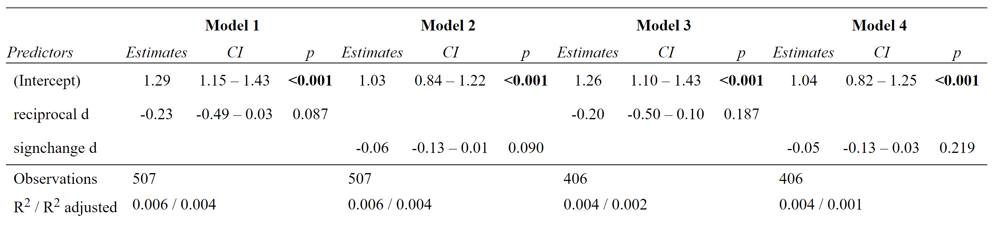 Model 1 Model 2 Model 3 Model 4
Predictors Estimates CI p Estimates CI p Estimates CI p Estimates CI p
(Intercept) 1.29 1.15 – 1.43 <0.001 1.03 0.84 – 1.22 <0.001 1.26 1.10 – 1.43 <0.001 1.04 0.82 – 1.25 <0.001
reciprocal d -0.23 -0.49 – 0.03 0.087 -0.20 -0.50 – 0.10 0.187
signchange d -0.06 -0.13 – 0.01 0.090 -0.05 -0.13 – 0.03 0.219
Observations 507 507 406 406
R² / R² adjusted 0.006 / 0.004 0.006 / 0.004 0.004 / 0.002 0.004 / 0.001